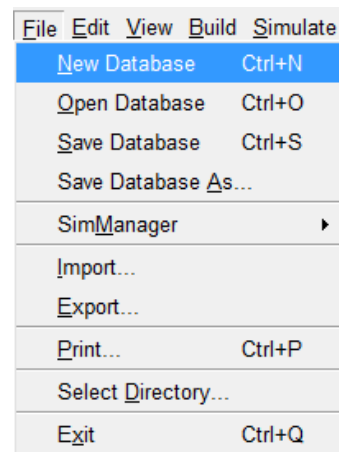 File Edit View Build Simulate
New Database Ctrl+N
Open Database Ctrl+O
Save Database Ctrl+S
Save Database As...
SimManager
Import...
Export...
Print... Ctrl+P
Select Directory...
Exit Ctrl+Q